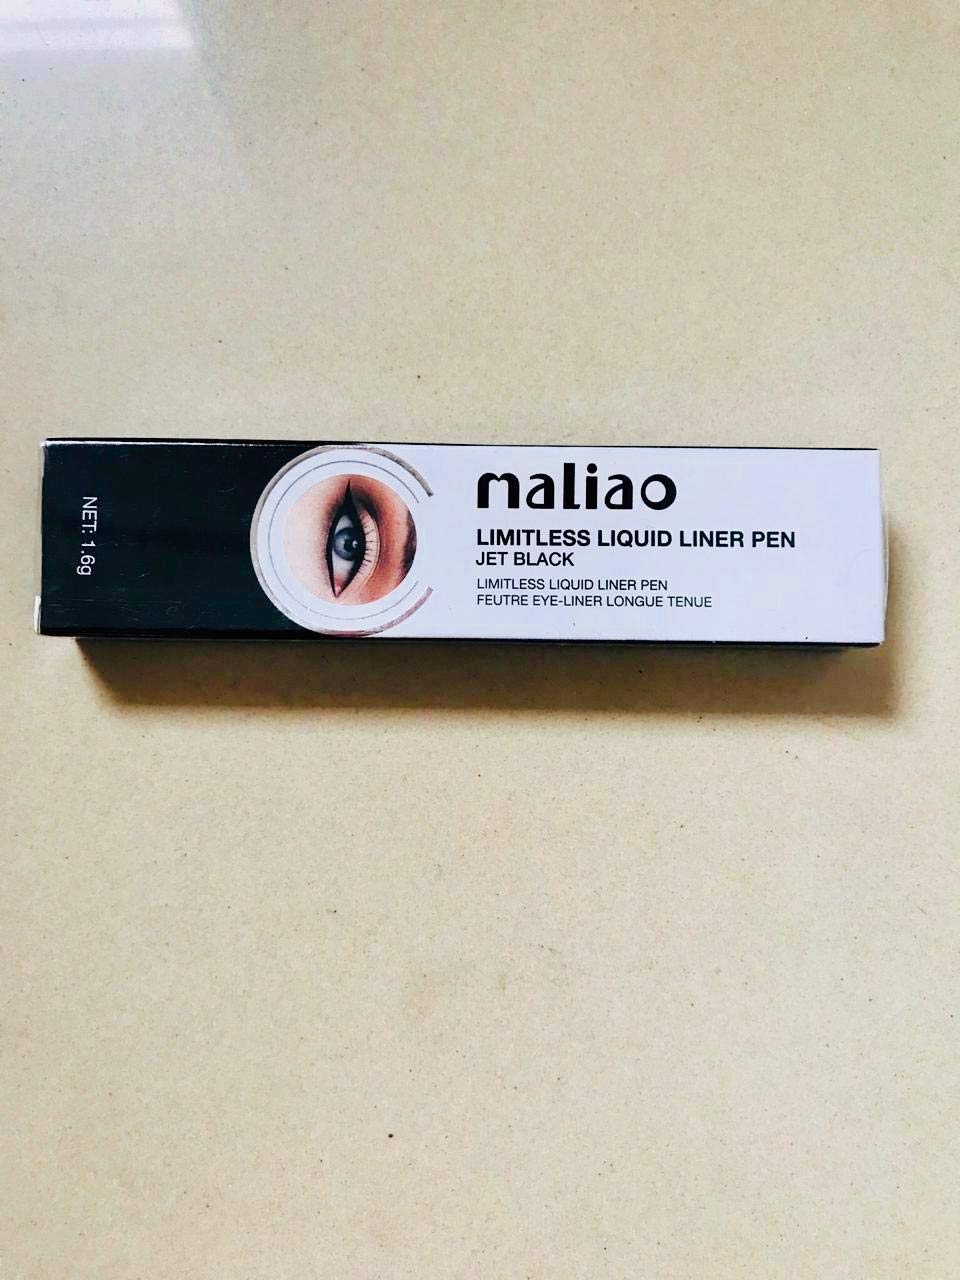 maliao
LIMITLESS LIQUID LINER PEN
JET BLACK
LIMITLESS LIQUID LINER PEN
FEUTRE EYE-LINER LONGUE TENUE
NET: 1.6g